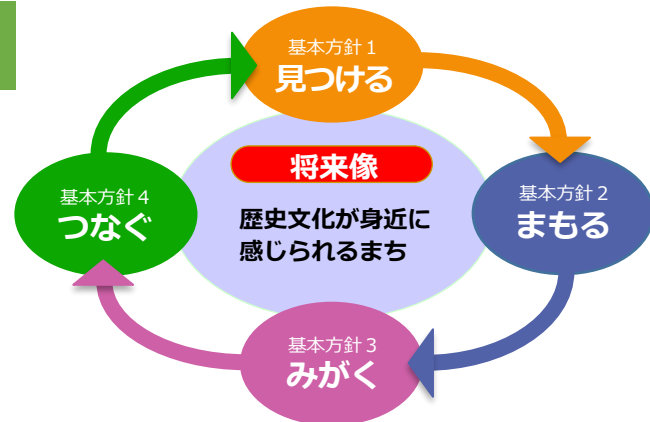 基本方針1
見つける
将来像
歴史文化が身近に
感じられるまち
基本方針2
まもる
基本方針3
みがく
基本方針4
つなぐ